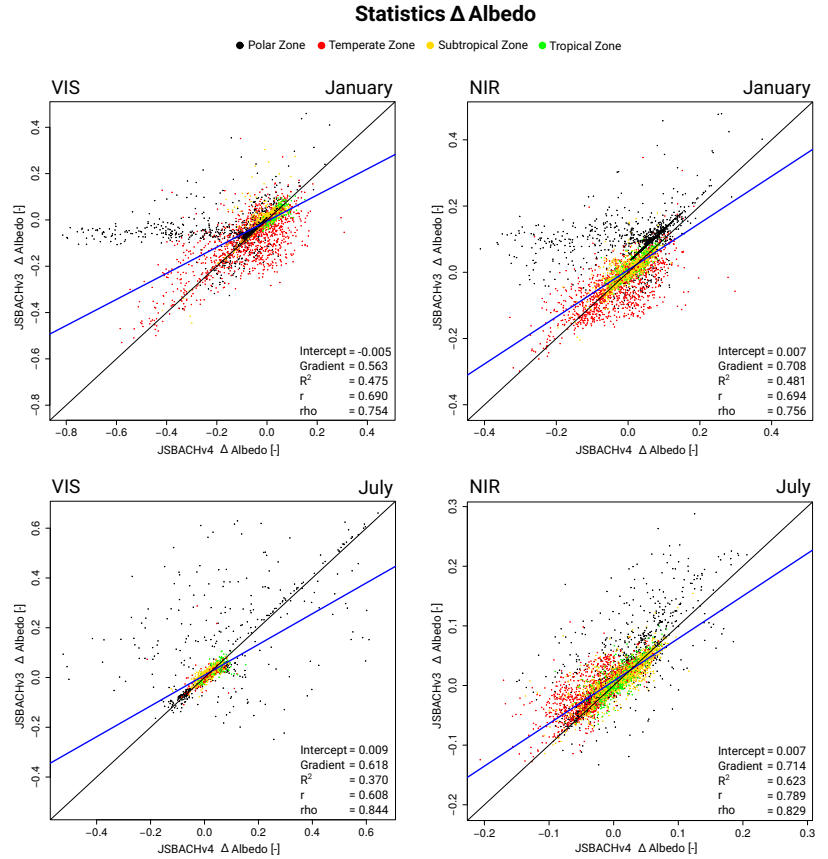 Statistics Δ Albedo
Polar Zone Temperate Zone Subtropical Zone Tropical Zone
VIS January
0.4
0.2
0.0
−0.2
−0.4
−0.6
−0.8
JSBACHv3 Δ Albedo [-]
Intercept = -0.005
Gradient = 0.563
R² = 0.475
r = 0.690
rho = 0.754
−0.8 −0.6 −0.4 −0.2 0.0 0.2 0.4
JSBACHv4 Δ Albedo [-]
NIR January
0.4
0.2
0.0
−0.2
−0.4
JSBACHv3 Δ Albedo [-]
Intercept = 0.007
Gradient = 0.708
R² = 0.481
r = 0.694
rho = 0.756
−0.4 −0.2 0.0 0.2 0.4
JSBACHv4 Δ Albedo [-]
VIS July
0.6
0.4
0.2
0.0
−0.2
−0.4
JSBACHv3 Δ Albedo [-]
Intercept = 0.009
Gradient = 0.618
R² = 0.370
r = 0.608
rho = 0.844
−0.4 −0.2 0.0 0.2 0.4 0.6
JSBACHv4 Δ Albedo [-]
NIR July
0.3
0.2
0.1
0.0
−0.1
−0.2
JSBACHv3 Δ Albedo [-]
Intercept = 0.007
Gradient = 0.714
R² = 0.623
r = 0.789
rho = 0.829
−0.2 −0.1 0.0 0.1 0.2 0.3
JSBACHv4 Δ Albedo [-]